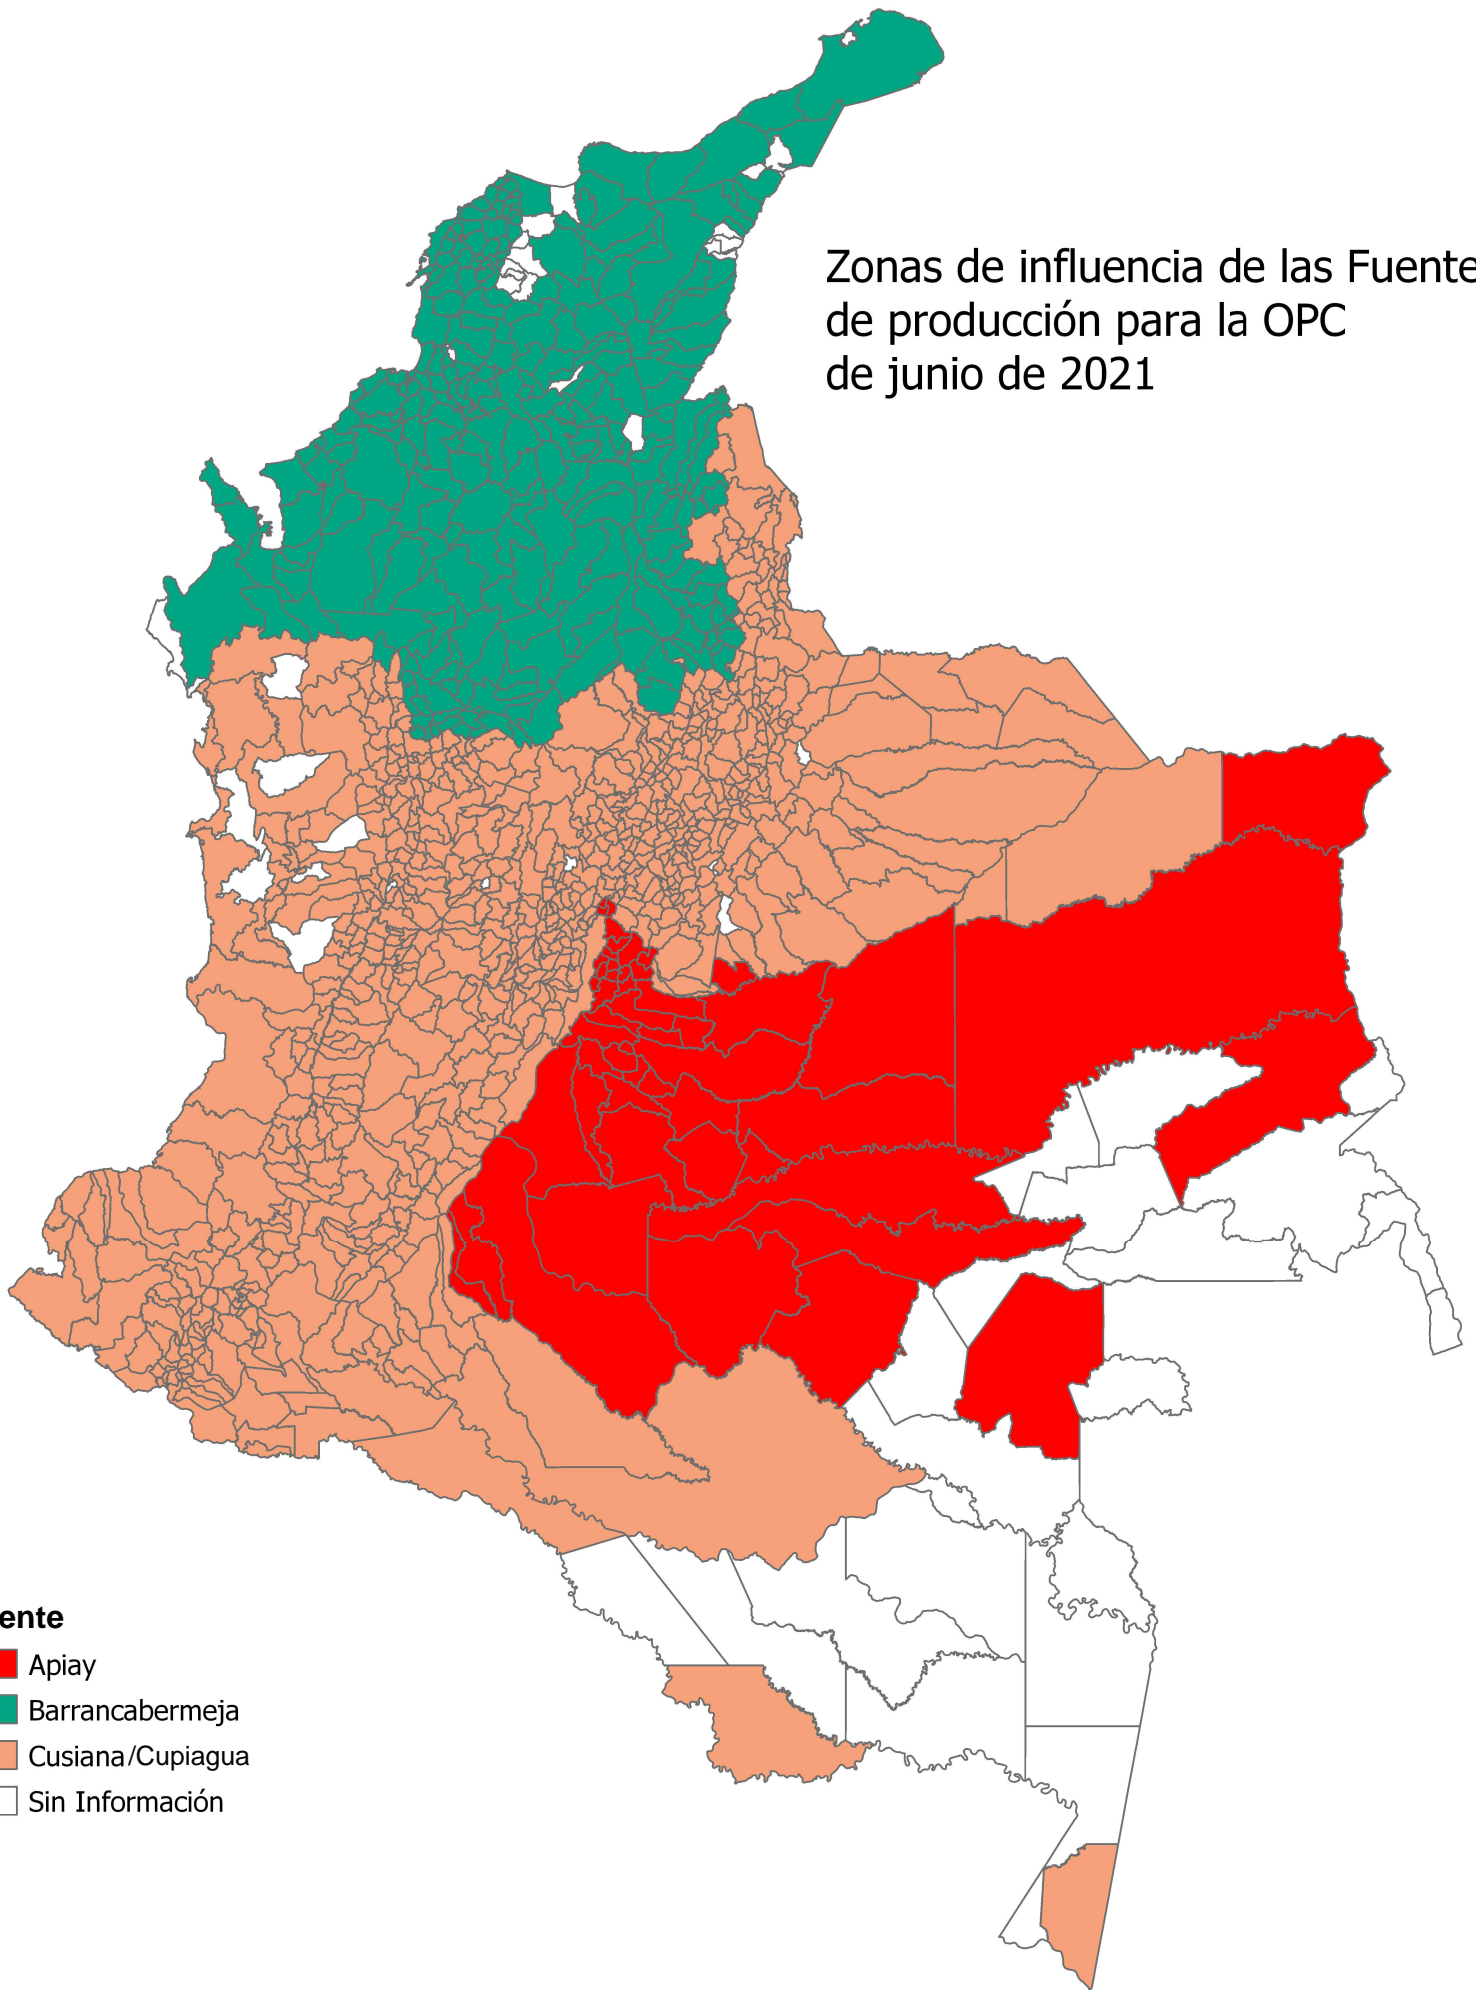 Zonas de influencia de las Fuente
de producción para la OPC
de junio de 2021
ente
Apiay
Barrancabermeja
Cusiana/Cupiagua
Sin Información